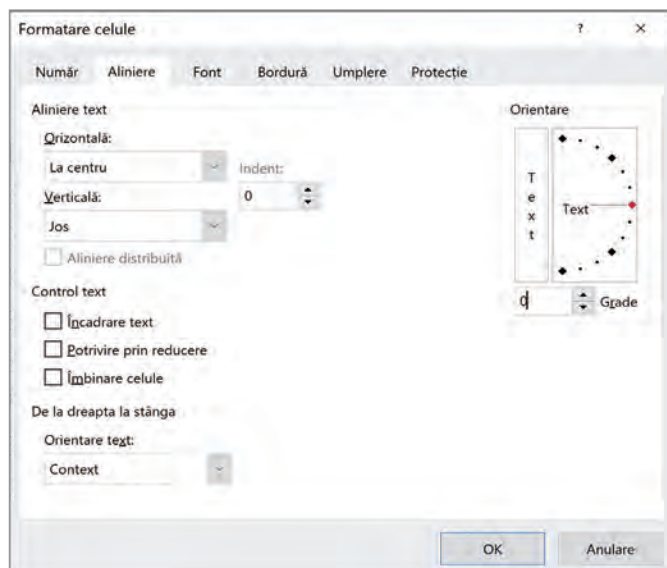 Formatare celule ? ×
Număr Aliniere Font Bordură Umplere Protecție
Aliniere text
Orizontală:
La centru
Indent:
0
Verticală:
Jos
Aliniere distribuită
Control text
Încadrare text
Potrivire prin reducere
Îmbinare celule
De la dreapta la stânga
Orientare text:
Context
Orientare
Text
Text
0 Grade
OK Anulare